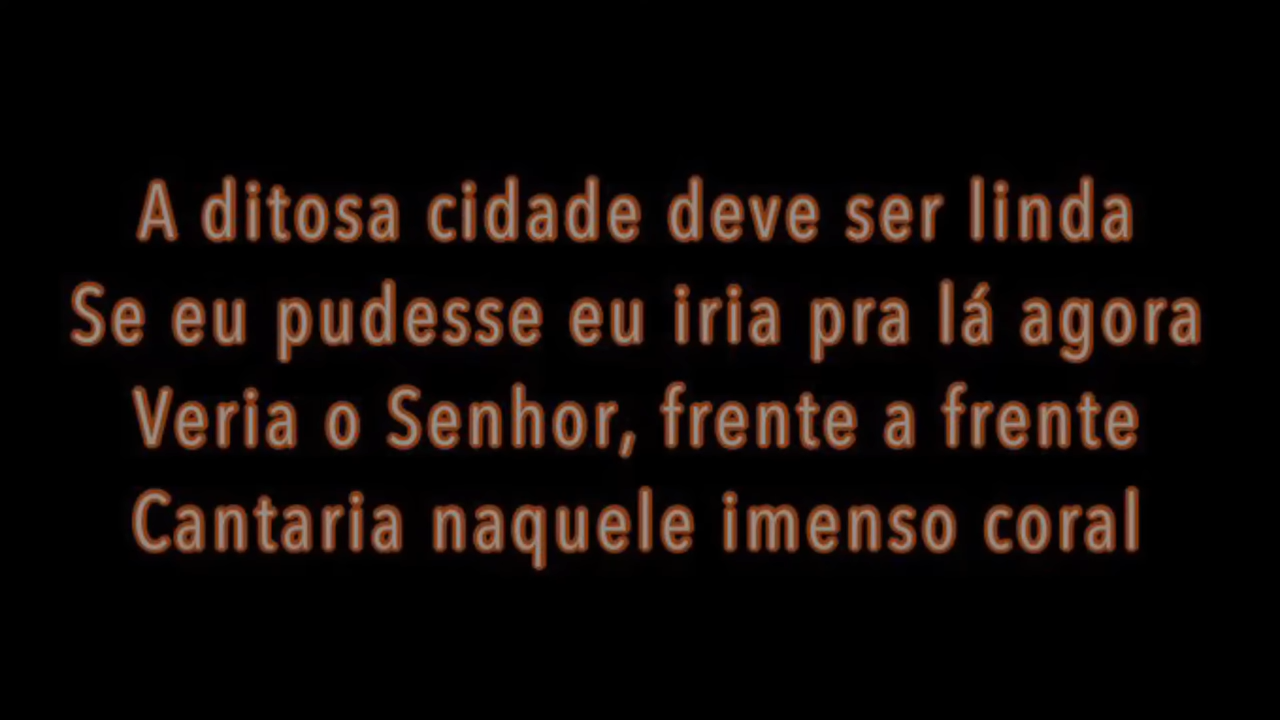 A ditosa cidade deve ser linda
Se eu pudesse eu iria pra lá agora
Veria o Senhor, frente a frente
Cantaria naquele imenso coral